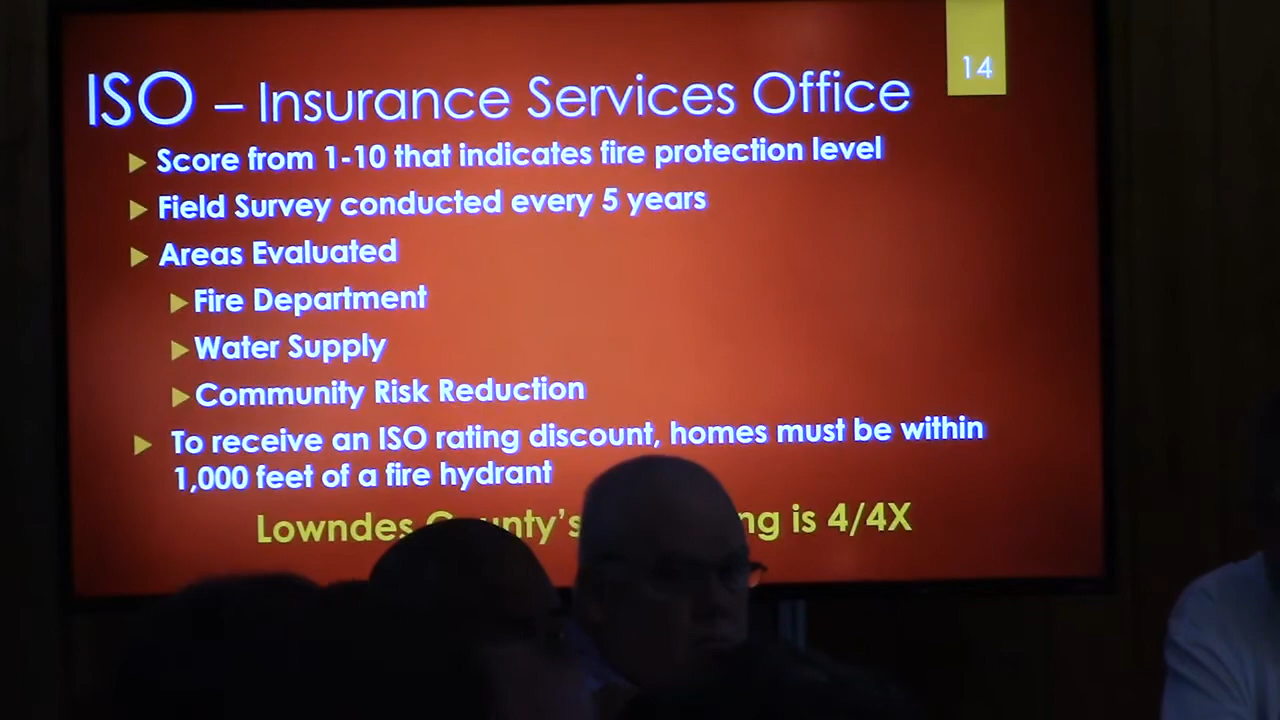 14
ISO – Insurance Services Office
Score from 1-10 that indicates fire protection level
Field Survey conducted every 5 years
Areas Evaluated
Fire Department
Water Supply
Community Risk Reduction
To receive an ISO rating discount, homes must be within
1,000 feet of a fire hydrant
Lowndes County's is 4/4X